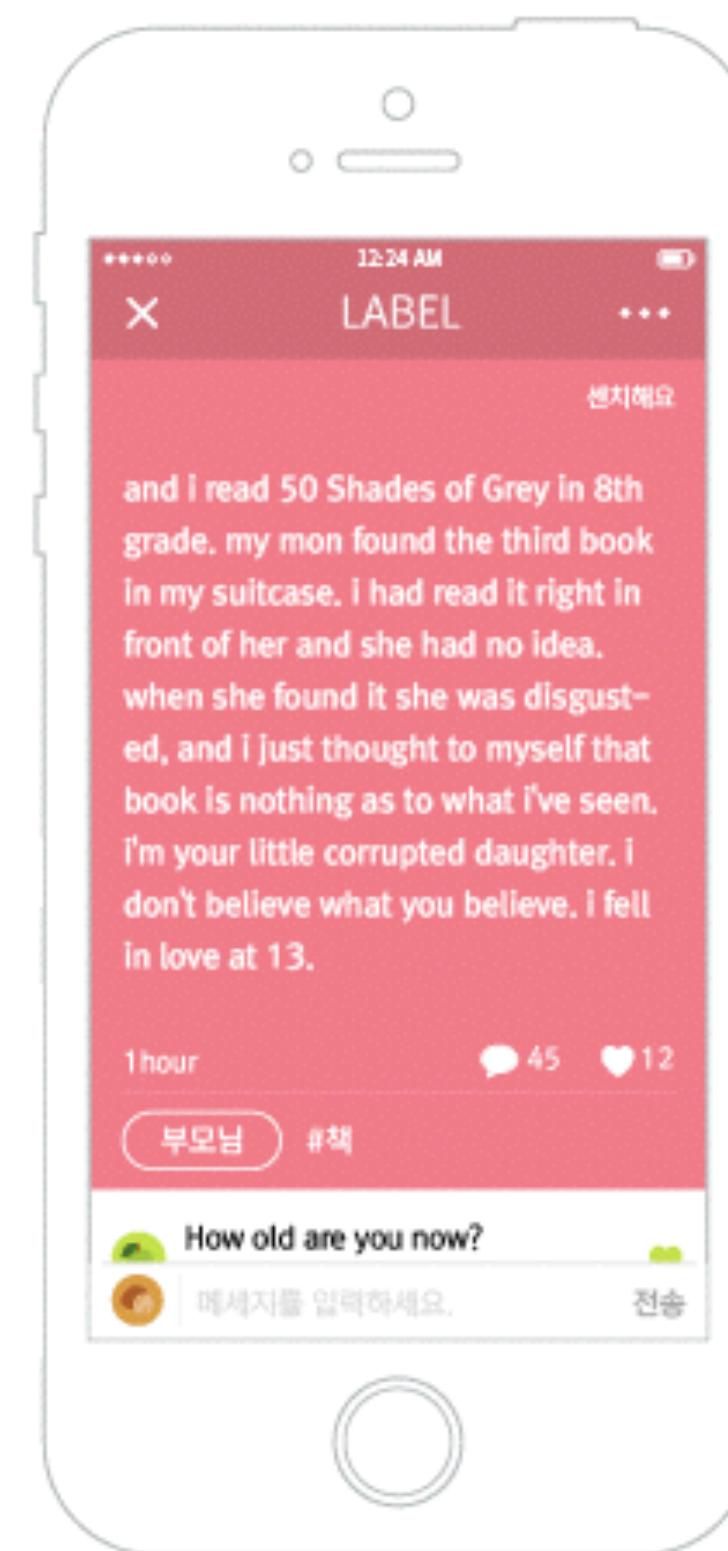 12:24 AM
LABEL
센치해요
and i read 50 Shades of Grey in 8th
grade. my mon found the third book
in my suitcase. i had read it right in
front of her and she had no idea.
when she found it she was disgust-
ed, and i just thought to myself that
book is nothing as to what i've seen.
i'm your little corrupted daughter. i
don't believe what you believe. i fell
in love at 13.
1hour 45 12
부모님 #책
How old are you now?
메세지를 입력하세요. 전송